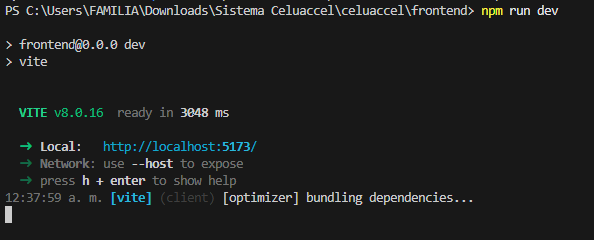 PS C:\Users\FAMILIA\Downloads\Sistema Celuaccel\celuaccel\frontend> npm run dev
> frontend@0.0.0 dev
> vite
VITE v8.0.16 ready in 3048 ms
➜ Local: http://localhost:5173/
➜ Network: use --host to expose
➜ press h + enter to show help
12:37:59 a. m. [vite] (client) [optimizer] bundling dependencies...